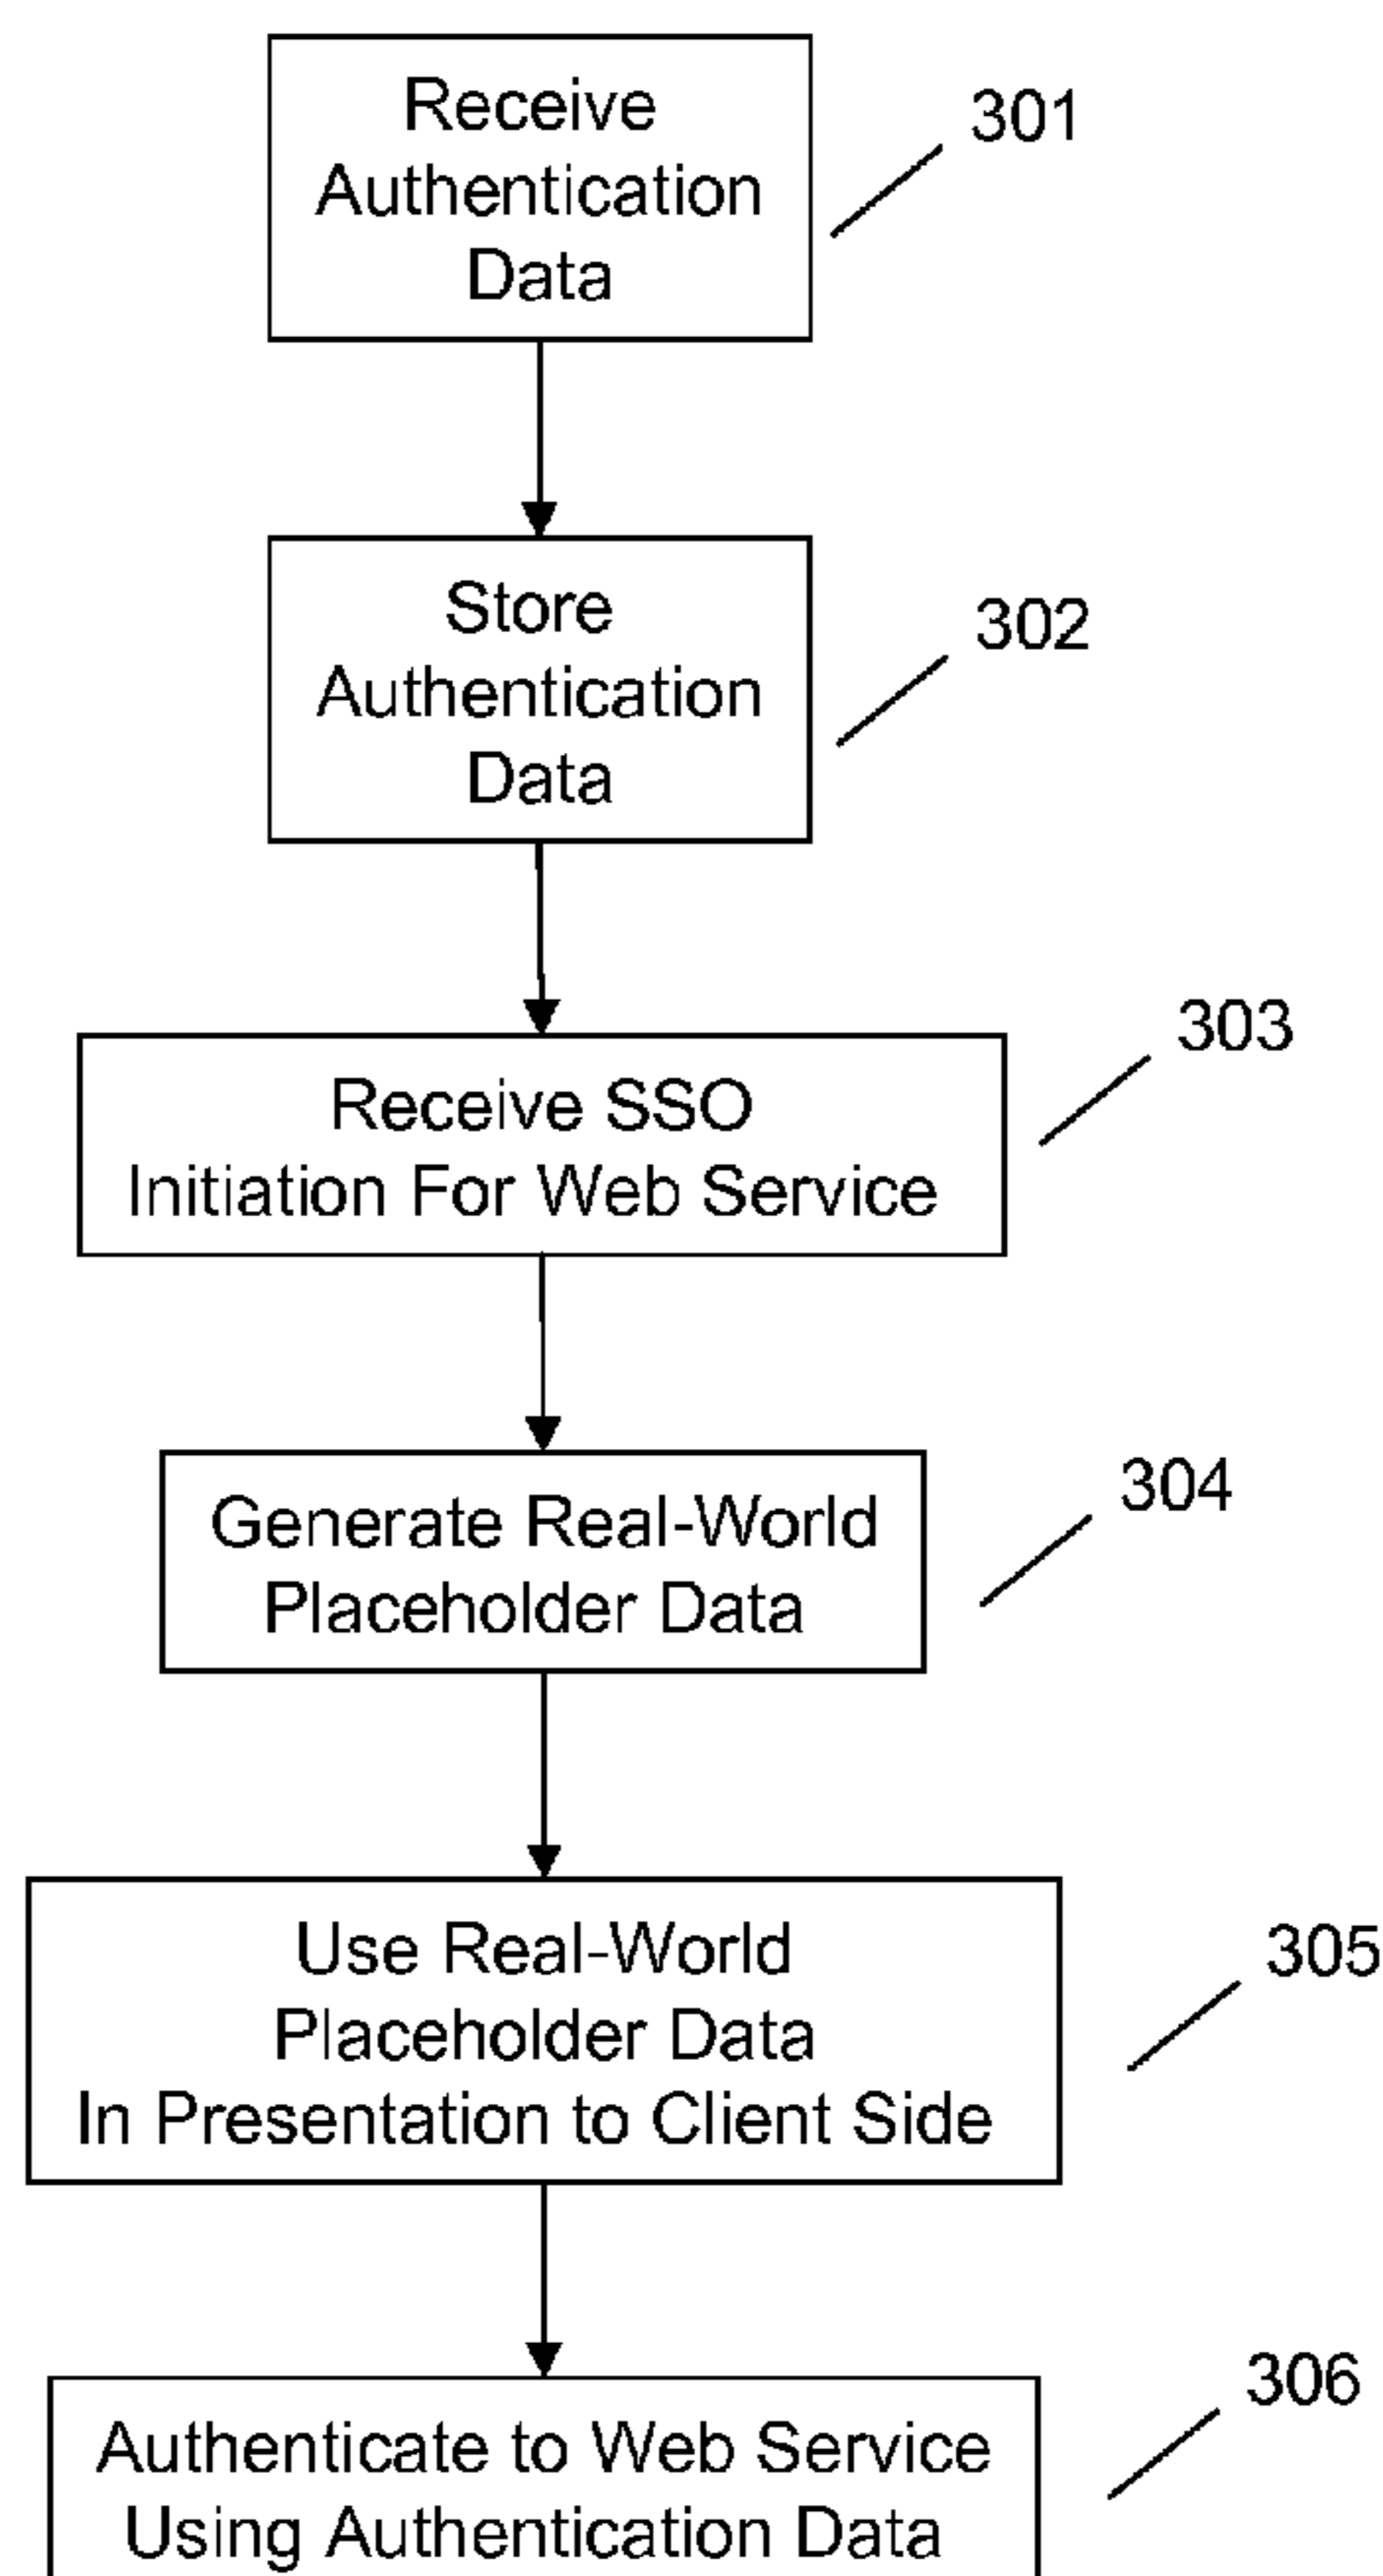 Receive
Authentication
Data
301
Store
Authentication
Data
302
Receive SSO
Initiation For Web Service
303
Generate Real-World
Placeholder Data
304
Use Real-World
Placeholder Data
In Presentation to Client Side
305
Authenticate to Web Service
Using Authentication Data
306